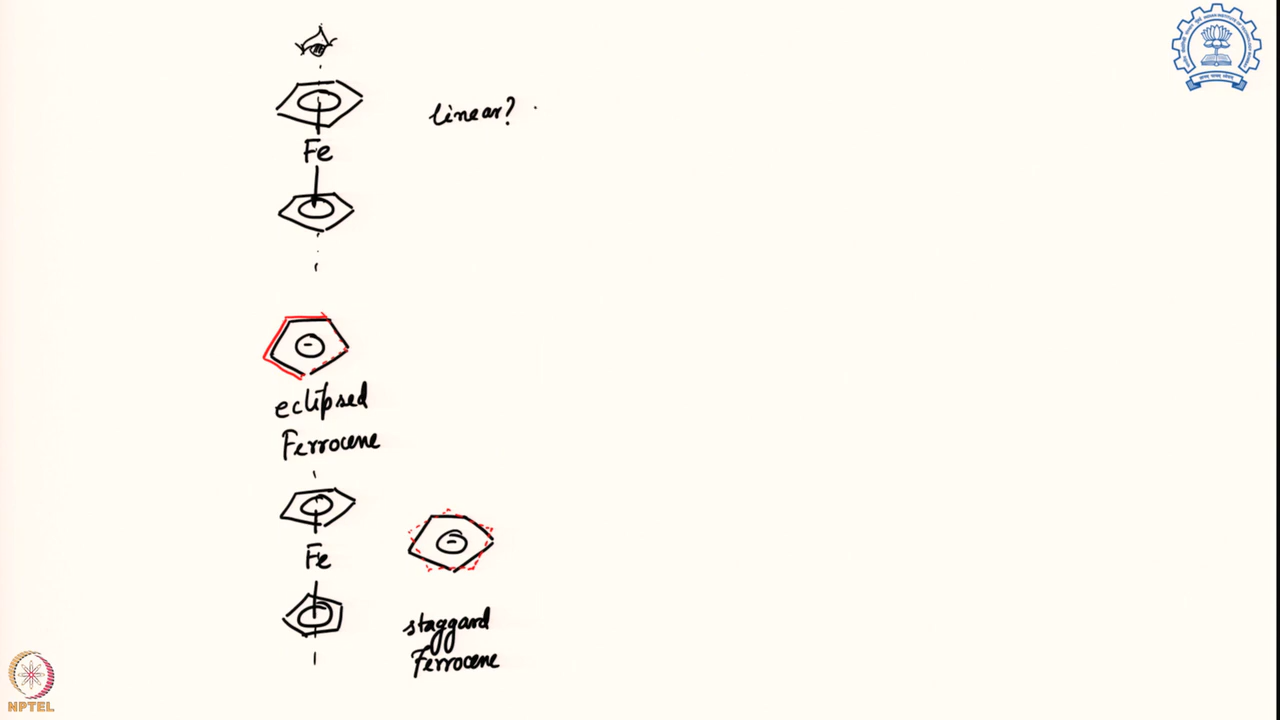 linear?
Fe
eclipsed
Ferrocene
Fe
staggard
Ferrocene
NPTEL